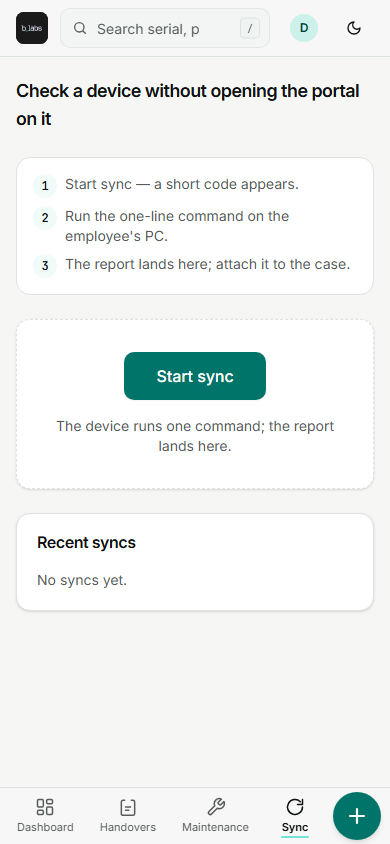 b_labs
Search serial, p
/
D
Check a device without opening the portal
on it
1
Start sync — a short code appears.
2
Run the one-line command on the
employee's PC.
3
The report lands here; attach it to the case.
Start sync
The device runs one command; the report
lands here.
Recent syncs
No syncs yet.
Dashboard
Handovers
Maintenance
Sync